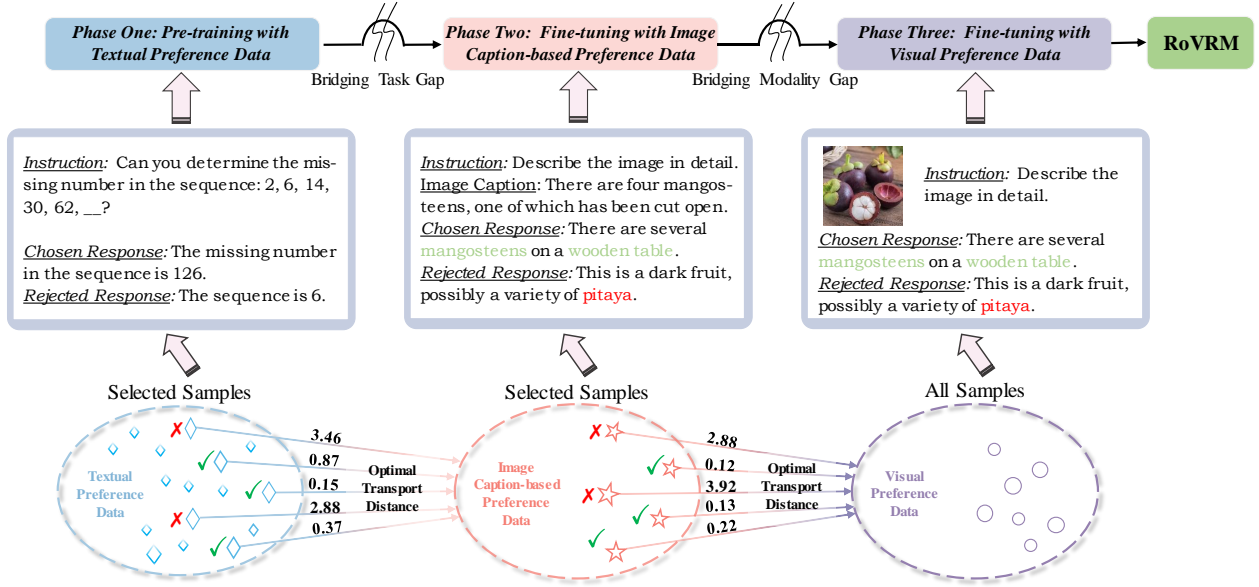 Phase One: Pre-training with
Textual Preference Data
Bridging Task Gap
Phase Two: Fine-tuning with Image
Caption-based Preference Data
Bridging Modality Gap
Phase Three: Fine-tuning with
Visual Preference Data
RoVRM
Instruction: Can you determine the mis-
sing number in the sequence: 2, 6, 14,
30, 62, __?
Chosen Response: The missing number
in the sequence is 126.
Rejected Response: The sequence is 6.
Instruction: Describe the image in detail.
Image Caption: There are four mangos-
teens, one of which has been cut open.
Chosen Response: There are several
mangosteens on a wooden table.
Rejected Response: This is a dark fruit,
possibly a variety of pitaya.
Instruction: Describe the
image in detail.
Chosen Response: There are several
mangosteens on a wooden table.
Rejected Response: This is a dark fruit,
possibly a variety of pitaya.
Selected Samples
Selected Samples
All Samples
Textual
Preference
Data
3.46
0.87
0.15
2.88
0.37
Optimal
Transport
Distance
Image
Caption-based
Preference
Data
2.88
0.12
3.92
0.13
0.22
Optimal
Transport
Distance
Visual
Preference
Data